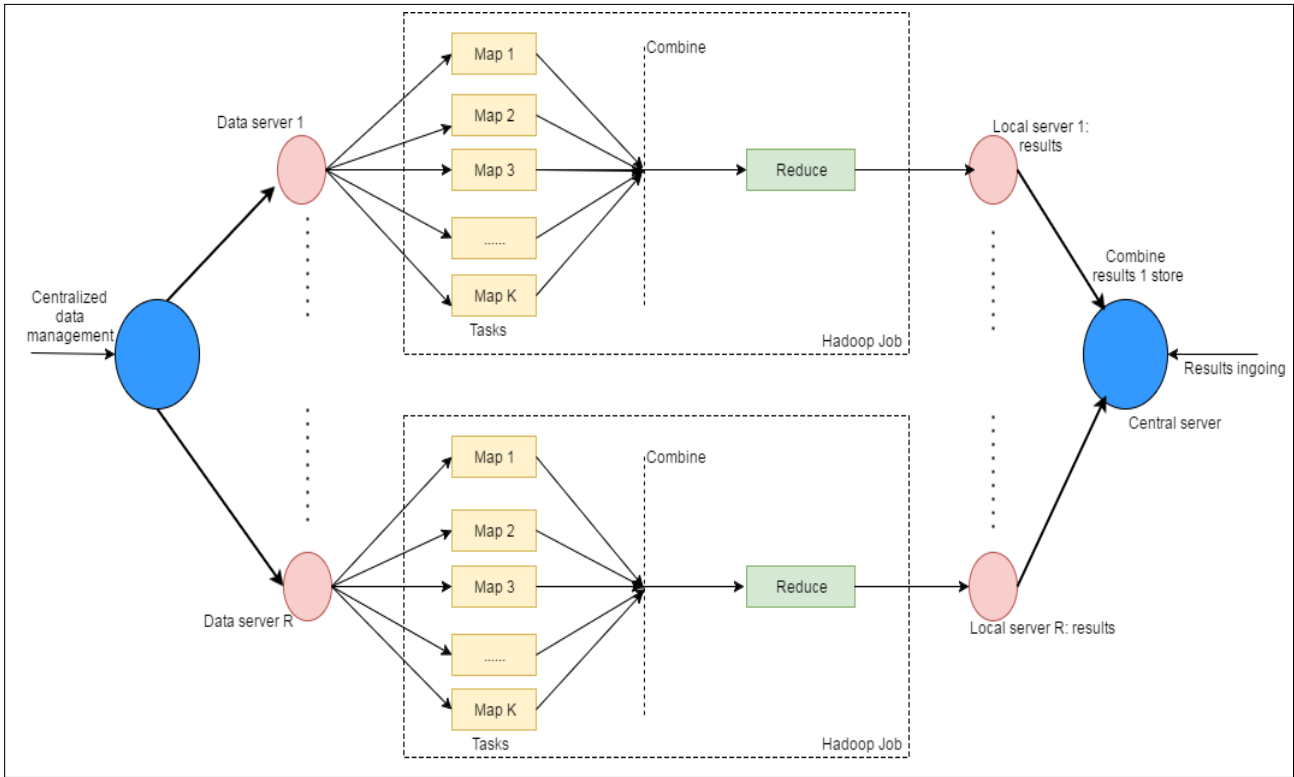 Map 1
Combine
Map 2
Data server 1
Local server 1:
results
Map 3
Reduce
......
Combine
results 1 store
Map K
Centralized
data
management
Tasks
Hadoop Job
Results ingoing
Central server
Map 1
Combine
Map 2
Map 3
Reduce
Data server R
Local server R: results
......
Map K
Tasks
Hadoop Job